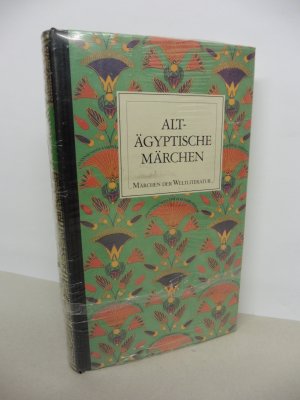 ALT-
ÄGYPTISCHE
MÄRCHEN
MÄRCHEN DER WELTLITERATUR